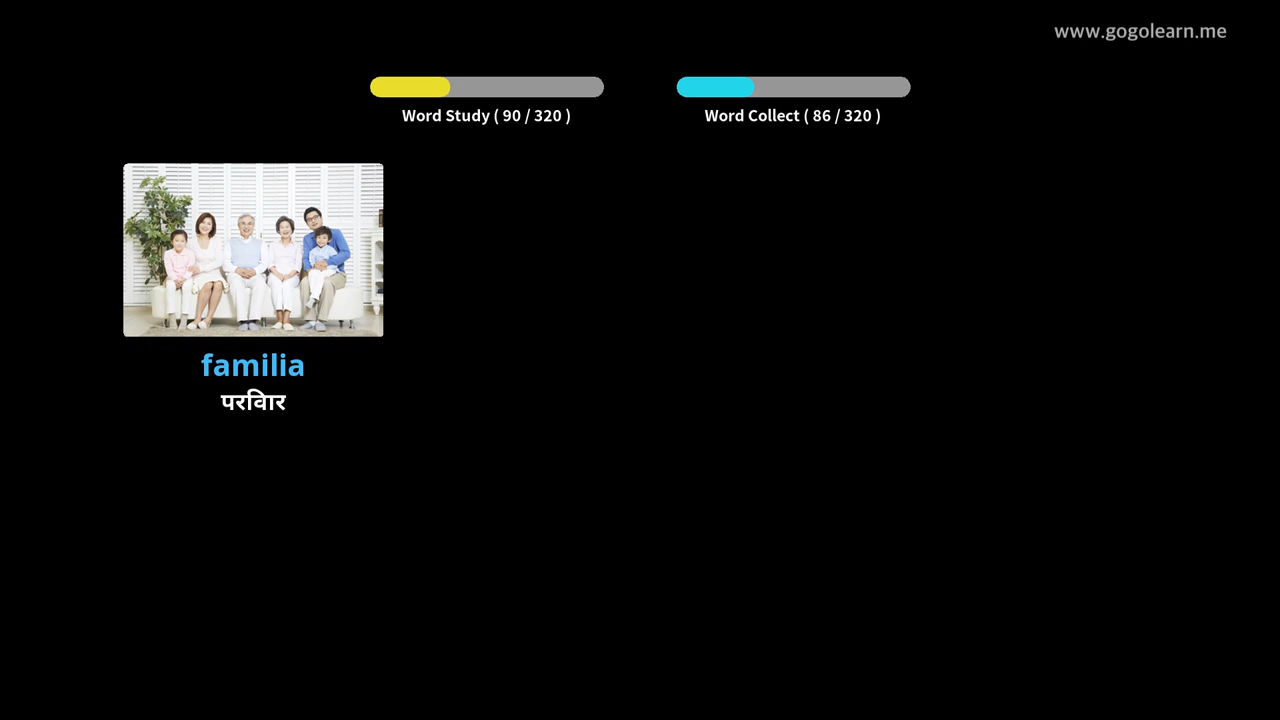 www.gogolearn.me
Word Study ( 90 / 320 )
Word Collect ( 86 / 320 )
familia
परिवार